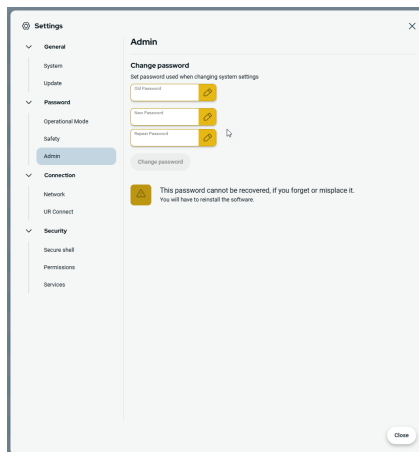 Settings
General
System
Update
Password
Operational Mode
Safety
Admin
Connection
Network
UR Connect
Security
Secure shell
Permissions
Services
Admin
Change password
Set password used when changing system settings
Old Password
New Password
Repeat Password
Change password
This password cannot be recovered, if you forget or misplace it.
You will have to reinstall the software.
Close